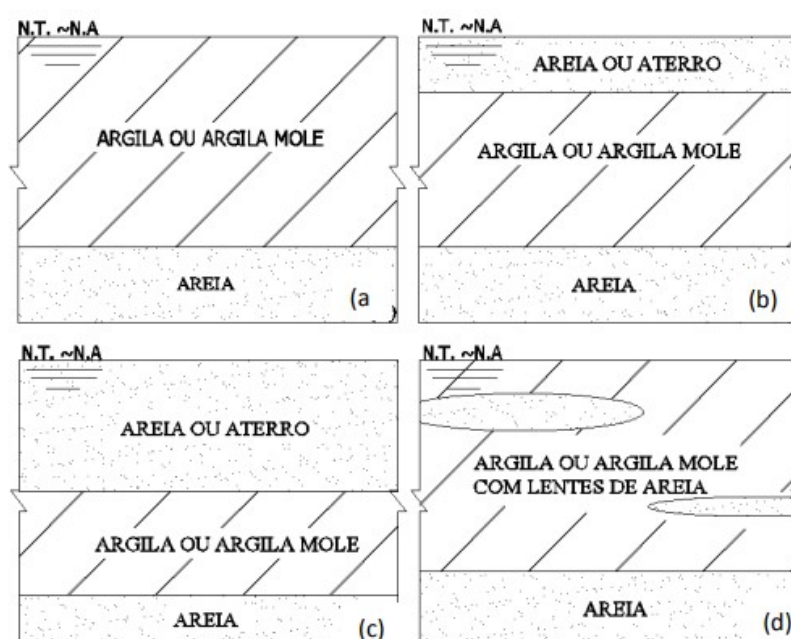 N.T. ~N.A
ARGILA OU ARGILA MOLE
AREIA
(a
N.T. ~N.A
AREIA OU ATERRO
ARGILA OU ARGILA MOLE
AREIA
(b)
N.T. ~N.A
AREIA OU ATERRO
ARGILA OU ARGILA MOLE
AREIA
(c)
N.T. ~N.A
ARGILA OU ARGILA MOLE
COM LENTES DE AREIA
AREIA
(d)